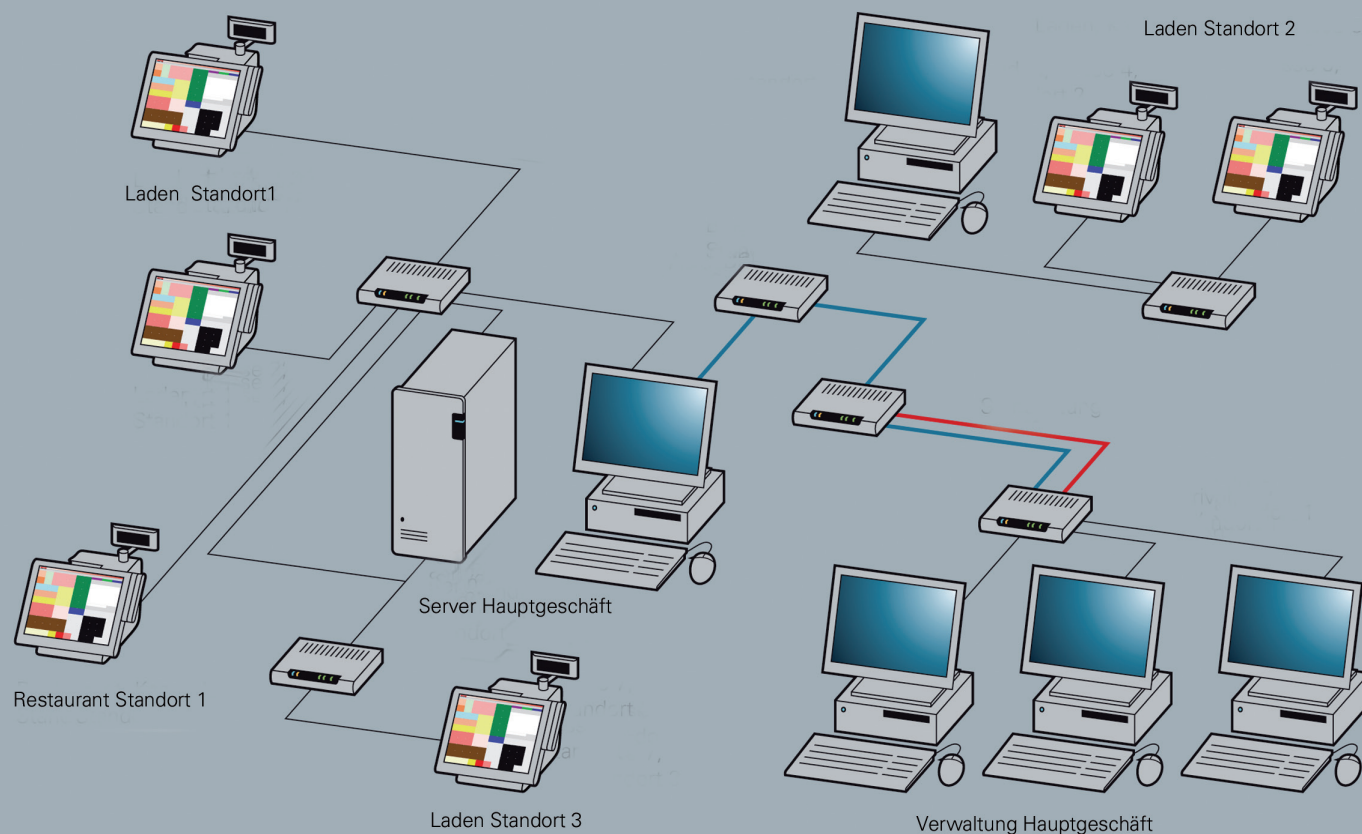 Laden Standort 2
Laden Standort1
Server Hauptgeschäft
Restaurant Standort 1
Laden Standort 3
Verwaltung Hauptgeschäft